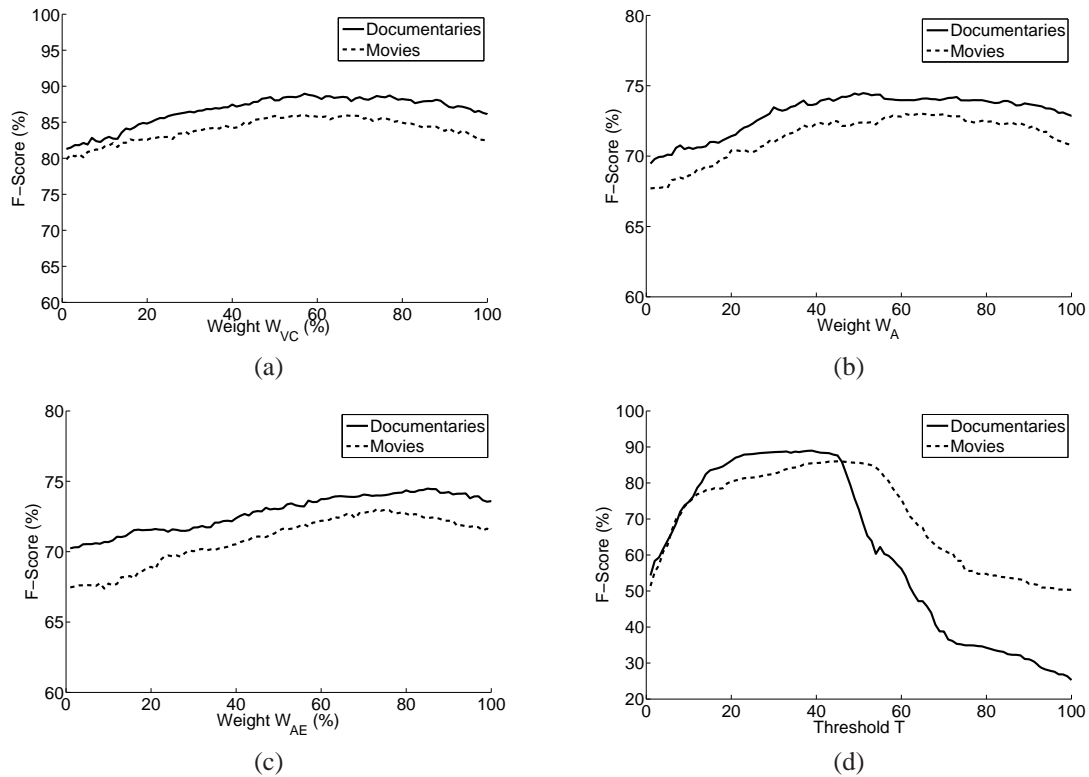 100
95
90
85
80
75
70
65
60
F-Score (%)
0 20 40 60 80 100
Weight W_VC (%)
Documentaries
Movies
(a)
80
75
70
65
60
F-Score (%)
0 20 40 60 80 100
Weight W_A
Documentaries
Movies
(b)
80
75
70
65
60
F-Score (%)
0 20 40 60 80 100
Weight W_AE (%)
Documentaries
Movies
(c)
100
90
80
70
60
50
40
30
20
F-Score (%)
0 20 40 60 80 100
Threshold T
Documentaries
Movies
(d)